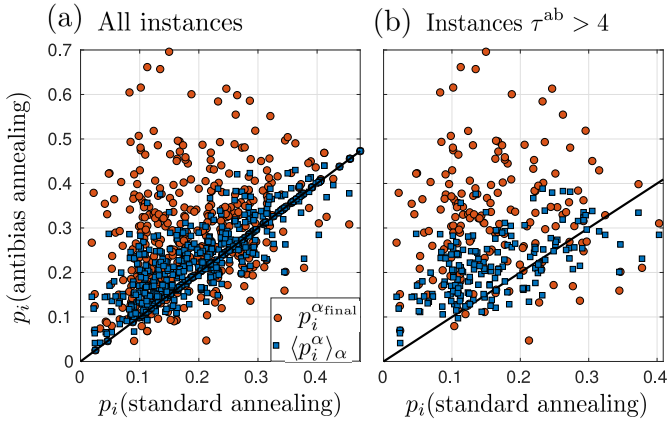 (a) All instances
(b) Instances τ^ab > 4
p_i(antibias annealing)
0.7
0.6
0.5
0.4
0.3
0.2
0.1
0
p_i^{α_final}
⟨p_i^α⟩_α
0.1 0.2 0.3 0.4
0 0.1 0.2 0.3 0.4
p_i(standard annealing)
p_i(standard annealing)